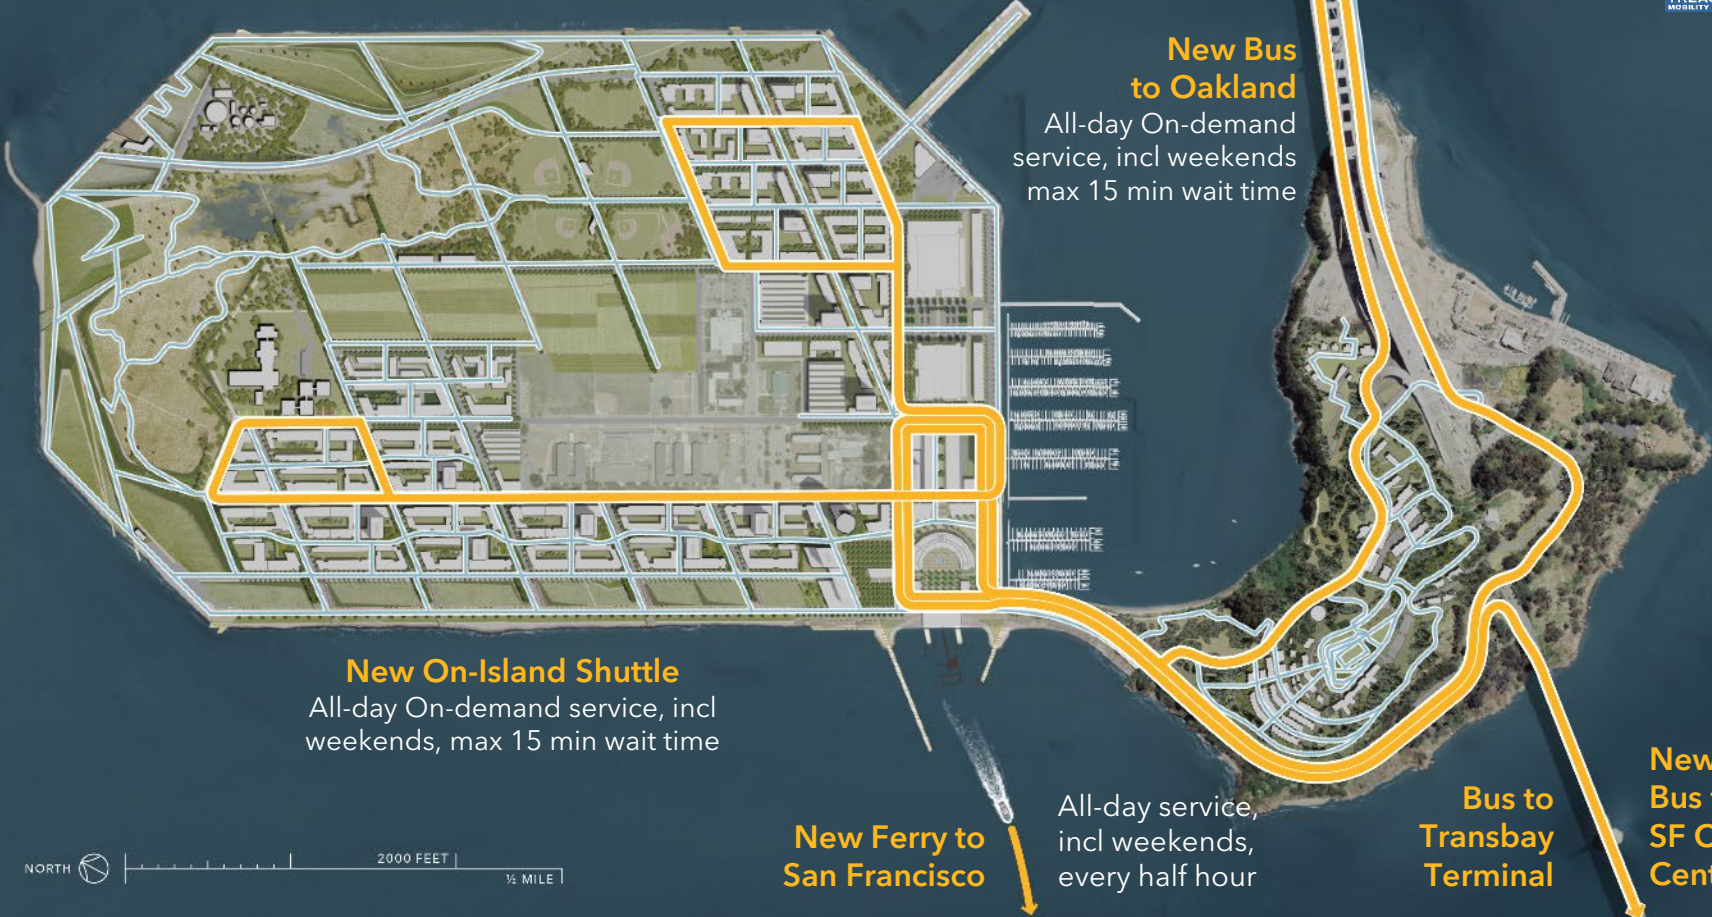 MOBILITY
New Bus
to Oakland
All-day On-demand
service, incl weekends
max 15 min wait time
New On-Island Shuttle
All-day On-demand service, incl
weekends, max 15 min wait time
New Ferry to
San Francisco
All-day service,
incl weekends,
every half hour
Bus to
Transbay
Terminal
New
Bus
SF
NORTH
2000 FEET
½ MILE